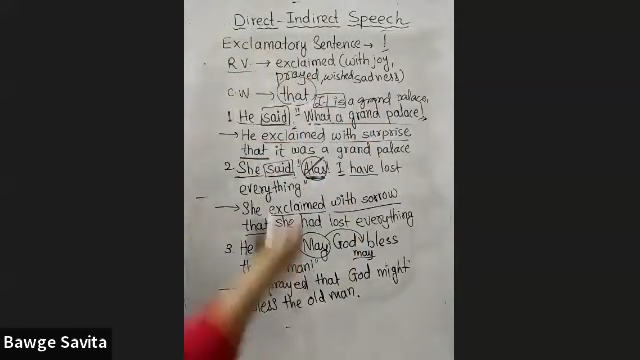 Direct-Indirect Speech
Exclamatory Sentence → !
R V → exclaimed (with joy,
prayed, wished sadness)
C W → that It is a grand palace,
1. He said "What a grand palace!
→ He exclaimed with surprise
that it was a grand palace
2. She said "Alas! I have lost
everything"
→ She exclaimed with sorrow
that she had lost everything
3. He May God bless
may
man!"
prayed that God might
bless the old man.
Bawge Savita